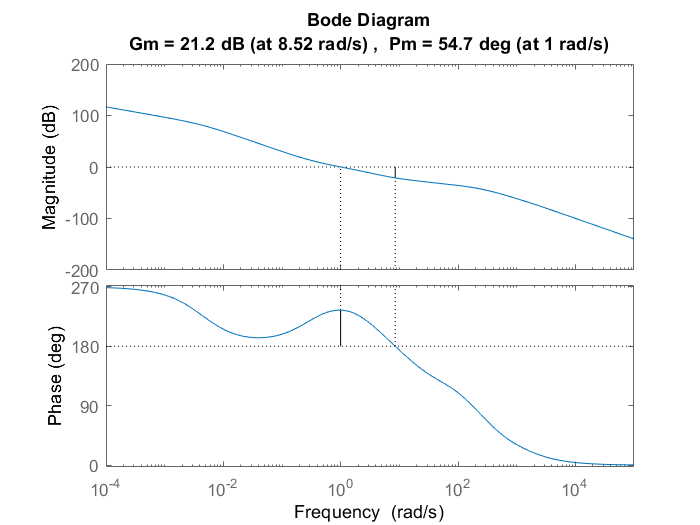 Bode Diagram
Gm = 21.2 dB (at 8.52 rad/s) , Pm = 54.7 deg (at 1 rad/s)
200
100
0
-100
-200
Magnitude (dB)
270
180
90
0
Phase (deg)
10^-4 10^-2 10^0 10^2 10^4
Frequency (rad/s)